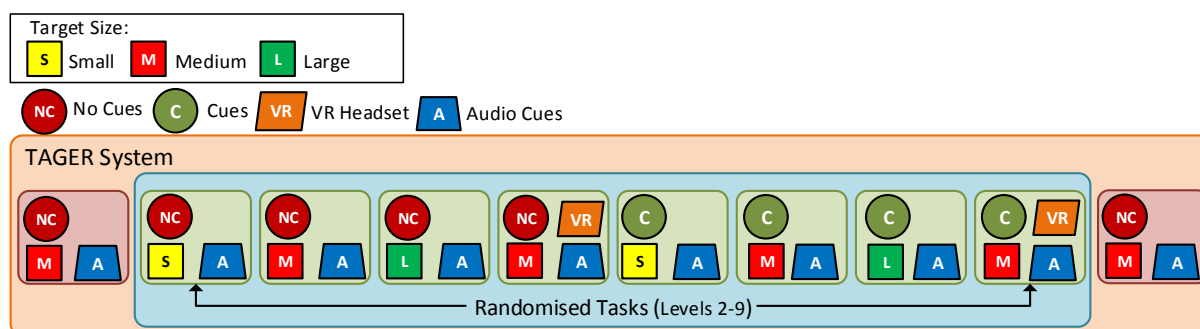 Target Size:
S Small M Medium L Large
NC No Cues C Cues VR VR Headset A Audio Cues
TAGER System
NC NC NC NC NC VR C C C C VR NC
M A S A M A L A M A S A M A L A M A M A
Randomised Tasks (Levels 2-9)